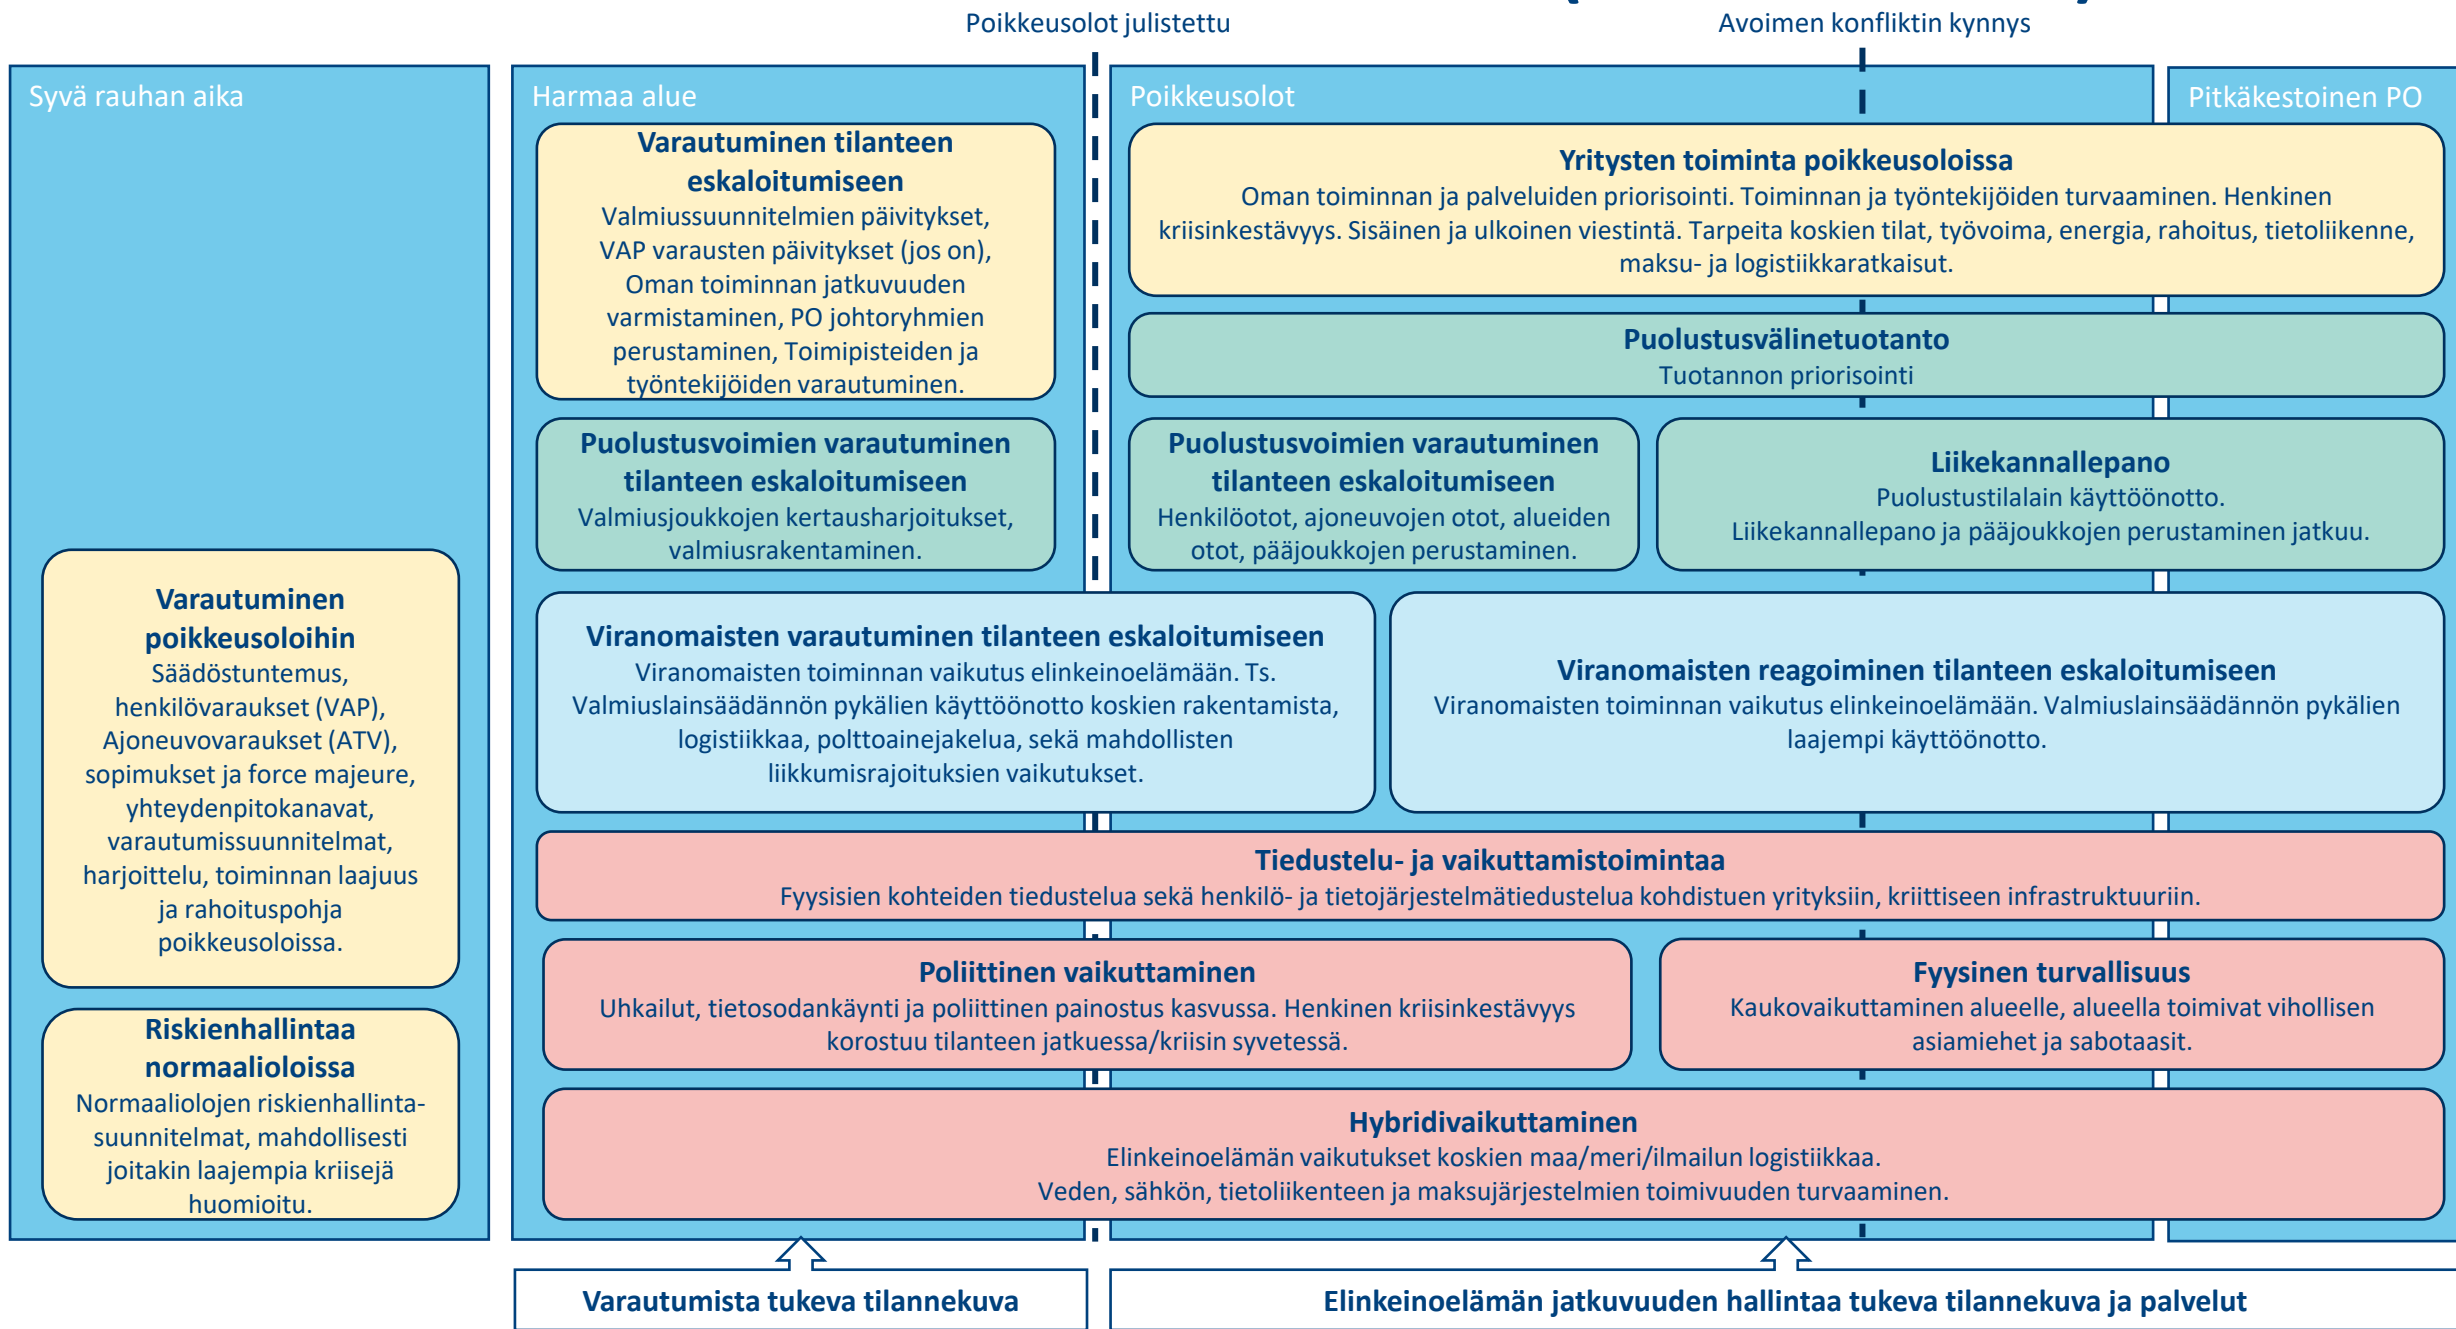 Poikkeusolot julistettu
Avoimen konfliktin kynnys
Syvä rauhan aika
Varautuminen
poikkeusoloihin
Säädöstuntemus,
henkilövaraukset (VAP),
Ajoneuvovaraukset (ATV),
sopimukset ja force majeure,
yhteydenpitokanavat,
varautumissuunnitelmat,
harjoittelu, toiminnan laajuus
ja rahoituspohja
poikkeusoloissa.
Riskienhallintaa
normaalioloissa
Normaaliolojen riskienhallinta-
suunnitelmat, mahdollisesti
joitakin laajempia kriisejä
huomioitu.
Harmaa alue
Varautuminen tilanteen
eskaloitumiseen
Valmiussuunnitelmien päivitykset,
VAP varausten päivitykset (jos on),
Oman toiminnan jatkuvuuden
varmistaminen, PO johtoryhmien
perustaminen, Toimipisteiden ja
työntekijöiden varautuminen.
Puolustusvoimien varautuminen
tilanteen eskaloitumiseen
Valmiusjoukkojen kertausharjoitukset,
valmiusrakentaminen.
Poikkeusolot
Pitkäkestoinen PO
Yritysten toiminta poikkeusoloissa
Oman toiminnan ja palveluiden priorisointi. Toiminnan ja työntekijöiden turvaaminen. Henkinen
kriisinkestävyys. Sisäinen ja ulkoinen viestintä. Tarpeita koskien tilat, työvoima, energia, rahoitus, tietoliikenne,
maksu- ja logistiikkaratkaisut.
Puolustusvälinetuotanto
Tuotannon priorisointi
Puolustusvoimien varautuminen
tilanteen eskaloitumiseen
Henkilöotot, ajoneuvojen otot, alueiden
otot, pääjoukkojen perustaminen.
Liikekannallepano
Puolustustilalain käyttöönotto.
Liikekannallepano ja pääjoukkojen perustaminen jatkuu.
Viranomaisten varautuminen tilanteen eskaloitumiseen
Viranomaisten toiminnan vaikutus elinkeinoelämään. Ts.
Valmiuslainsäädännön pykälien käyttöönotto koskien rakentamista,
logistiikkaa, polttoainejakelua, sekä mahdollisten
liikkumisrajoituksien vaikutukset.
Viranomaisten reagoiminen tilanteen eskaloitumiseen
Viranomaisten toiminnan vaikutus elinkeinoelämään. Valmiuslainsäädännön pykälien
laajempi käyttöönotto.
Tiedustelu- ja vaikuttamistoimintaa
Fyysisien kohteiden tiedustelua sekä henkilö- ja tietojärjestelmätiedustelua kohdistuen yrityksiin, kriittiseen infrastruktuuriin.
Poliittinen vaikuttaminen
Uhkailut, tietosodankäynti ja poliittinen painostus kasvussa. Henkinen kriisinkestävyys
korostuu tilanteen jatkuessa/kriisin syvetessä.
Fyysinen turvallisuus
Kaukovaikuttaminen alueelle, alueella toimivat vihollisen
asiamiehet ja sabotaasit.
Hybridivaikuttaminen
Elinkeinoelämän vaikutukset koskien maa/meri/ilmailun logistiikkaa.
Veden, sähkön, tietoliikenteen ja maksujärjestelmien toimivuuden turvaaminen.
Varautumista tukeva tilannekuva
Elinkeinoelämän jatkuvuuden hallintaa tukeva tilannekuva ja palvelut